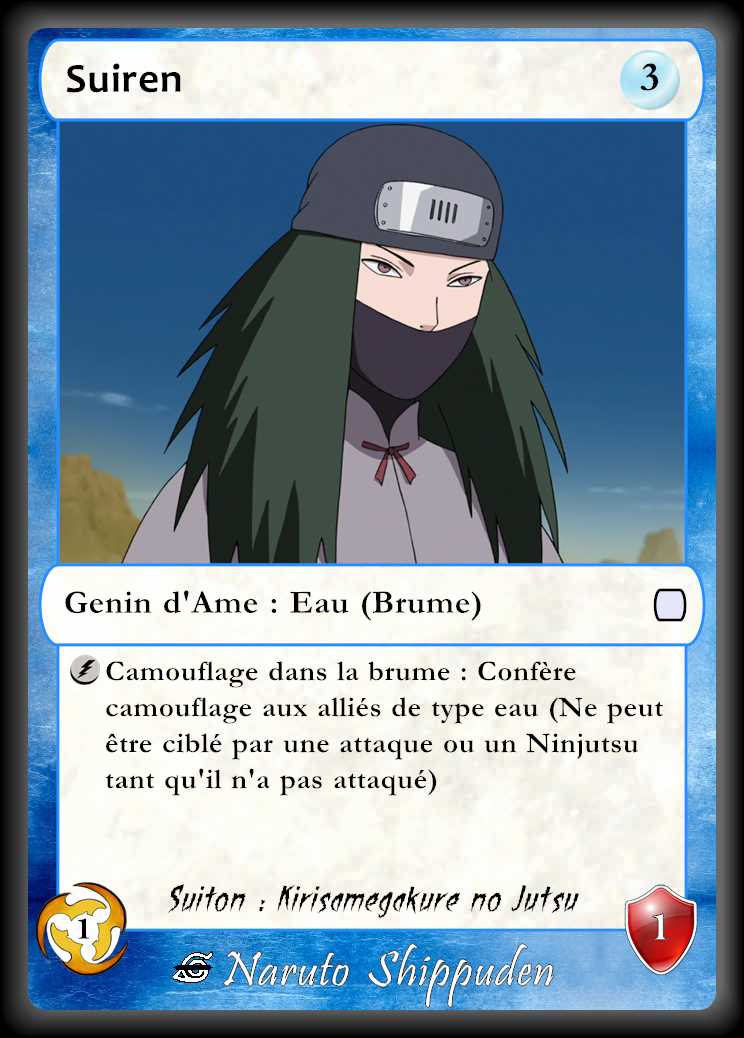 Suiren
3
Genin d'Ame : Eau (Brume)
Camouflage dans la brume : Confère
camouflage aux alliés de type eau (Ne peut
être ciblé par une attaque ou un Ninjutsu
tant qu'il n'a pas attaqué)
Suiton : Kirisamegakure no Jutsu
1
1
Naruto Shippuden